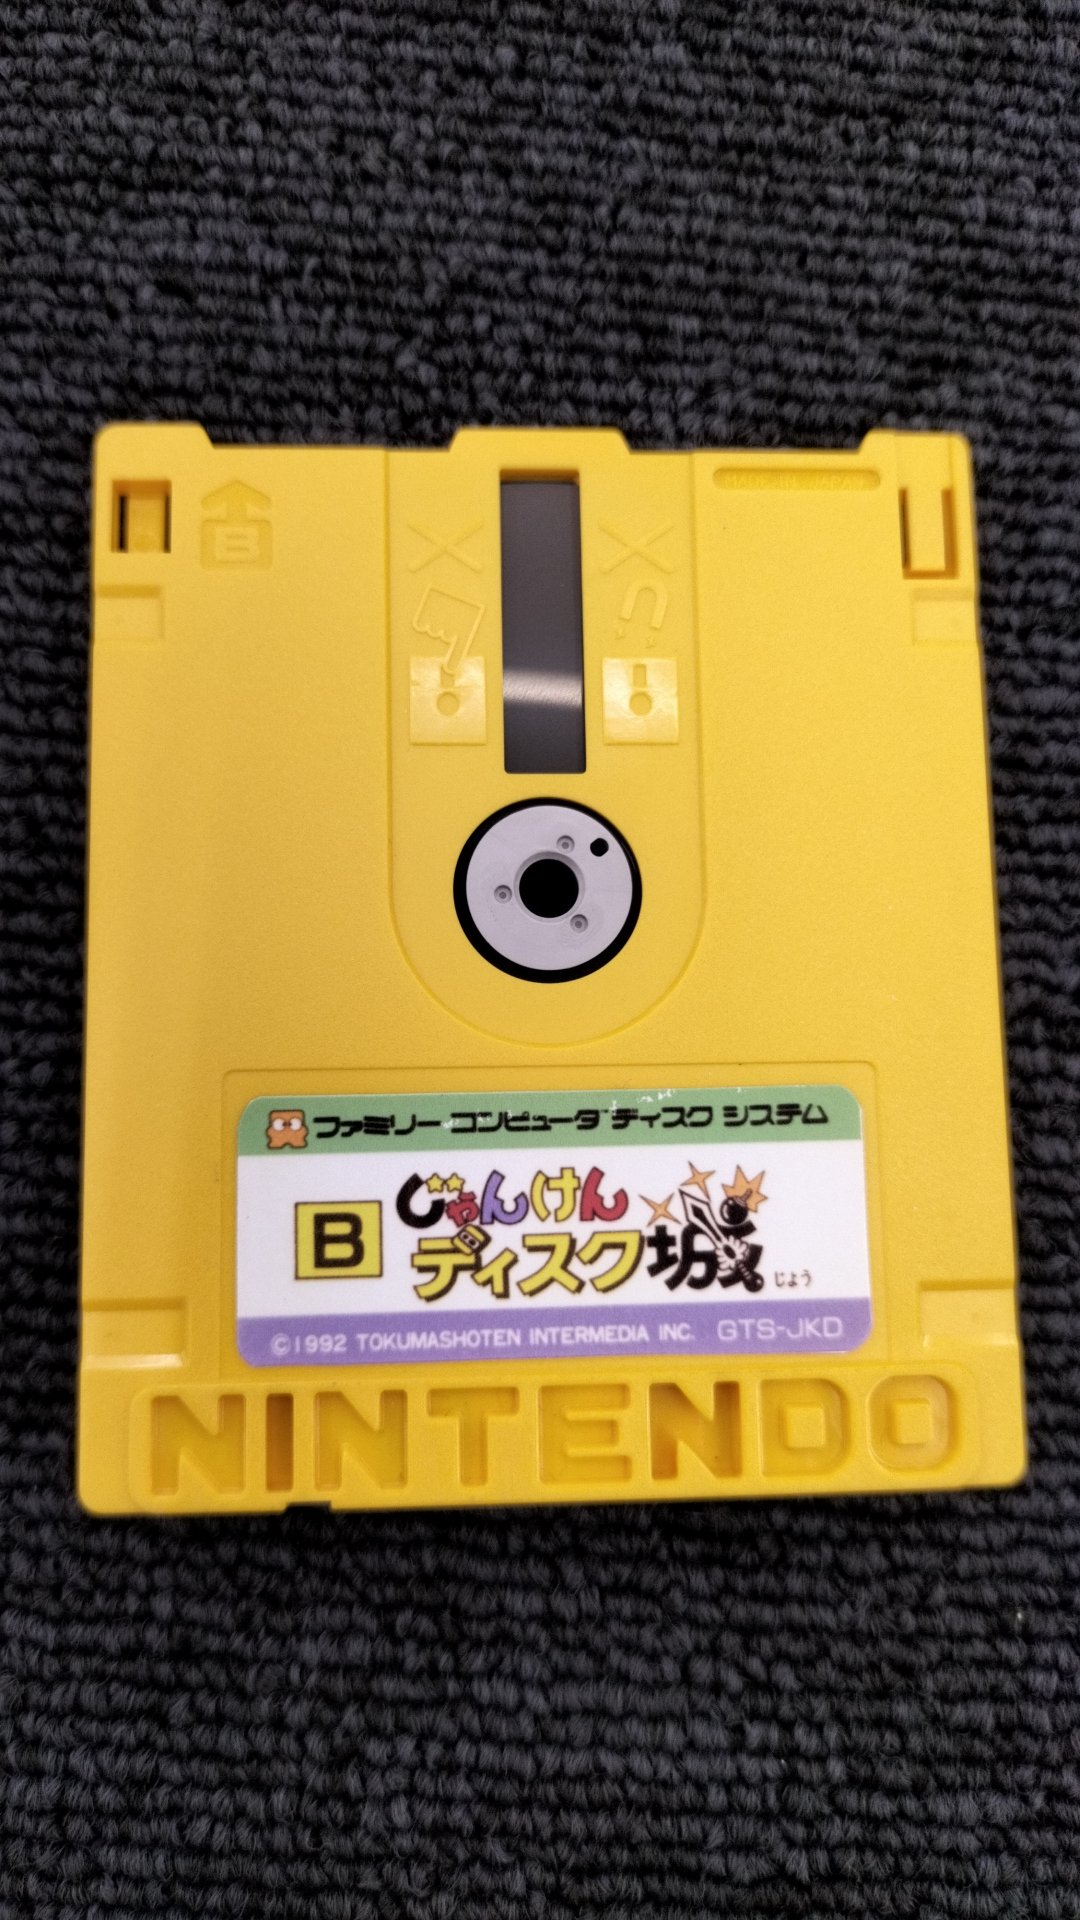 B
MADE IN JAPAN
ファミリー コンピュータ ディスク システム
B
じゃんけん
ディスク城
じょう
©1992 TOKUMASHOTEN INTERMEDIA INC. GTS-JKD
NINTENDO